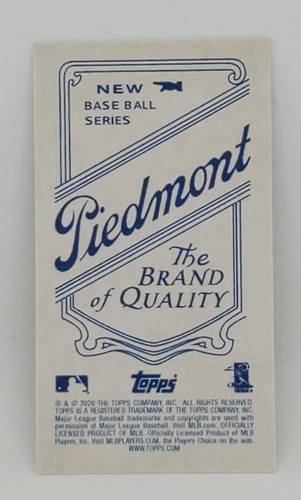 NEW
BASE BALL
SERIES
Piedmont
The
BRAND
of QUALITY
Topps
® & © 2020 THE TOPPS COMPANY, INC. ALL RIGHTS RESERVED.
TOPPS IS A REGISTERED TRADEMARK OF THE TOPPS COMPANY, INC.
Major League Baseball trademarks and copyrights are used with
permission of Major League Baseball. Visit MLB.com. OFFICIALLY
LICENSED PRODUCT OF MLB Officially Licensed Product of MLB
Players, Inc. Visit MLBPLAYERS.COM, the Players Choice on the web.
WWW.TOPPS.COM